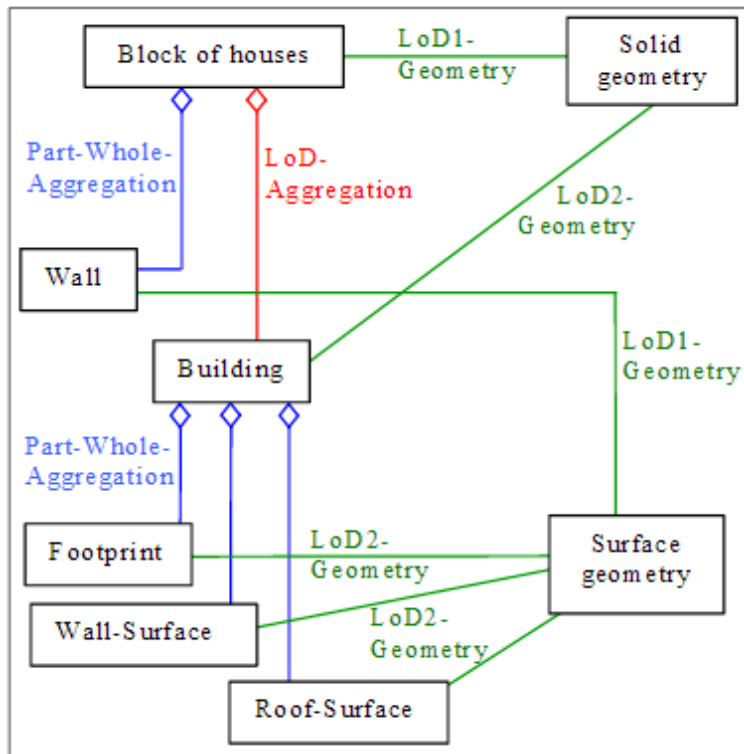 Block of houses
LoD1-
Geometry
Solid
geometry
Part-Whole-
Aggregation
LoD-
Aggregation
LoD2-
Geometry
Wall
Building
LoD1-
Geometry
Part-Whole-
Aggregation
Footprint
LoD2-
Geometry
Surface
geometry
Wall-Surface
LoD2-
Geometry
Roof-Surface